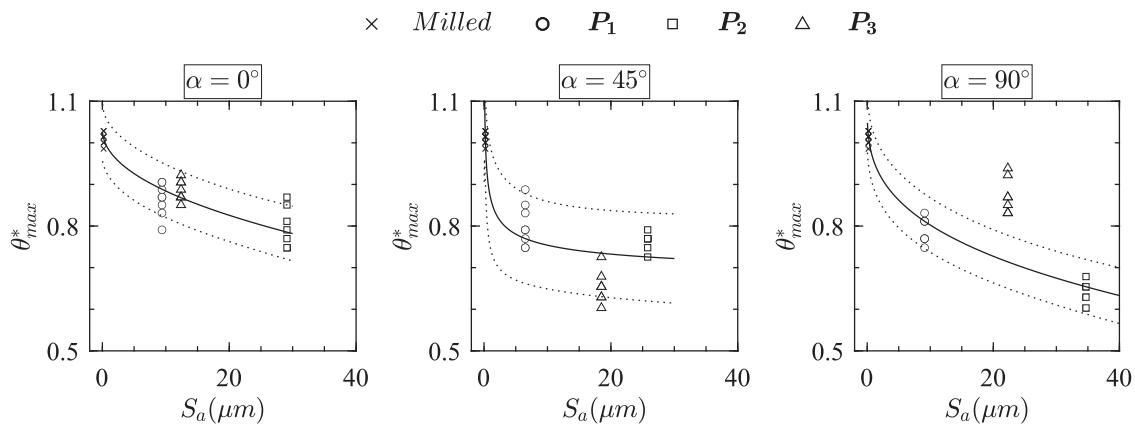 Milled P₁ P₂ P₃
α = 0° α = 45° α = 90°
1.1 1.1 1.1
θ*max 0.8 θ*max 0.8 θ*max 0.8
0.5 0.5 0.5
0 20 40 0 20 40 0 20 40
Sₐ(μm) Sₐ(μm) Sₐ(μm)